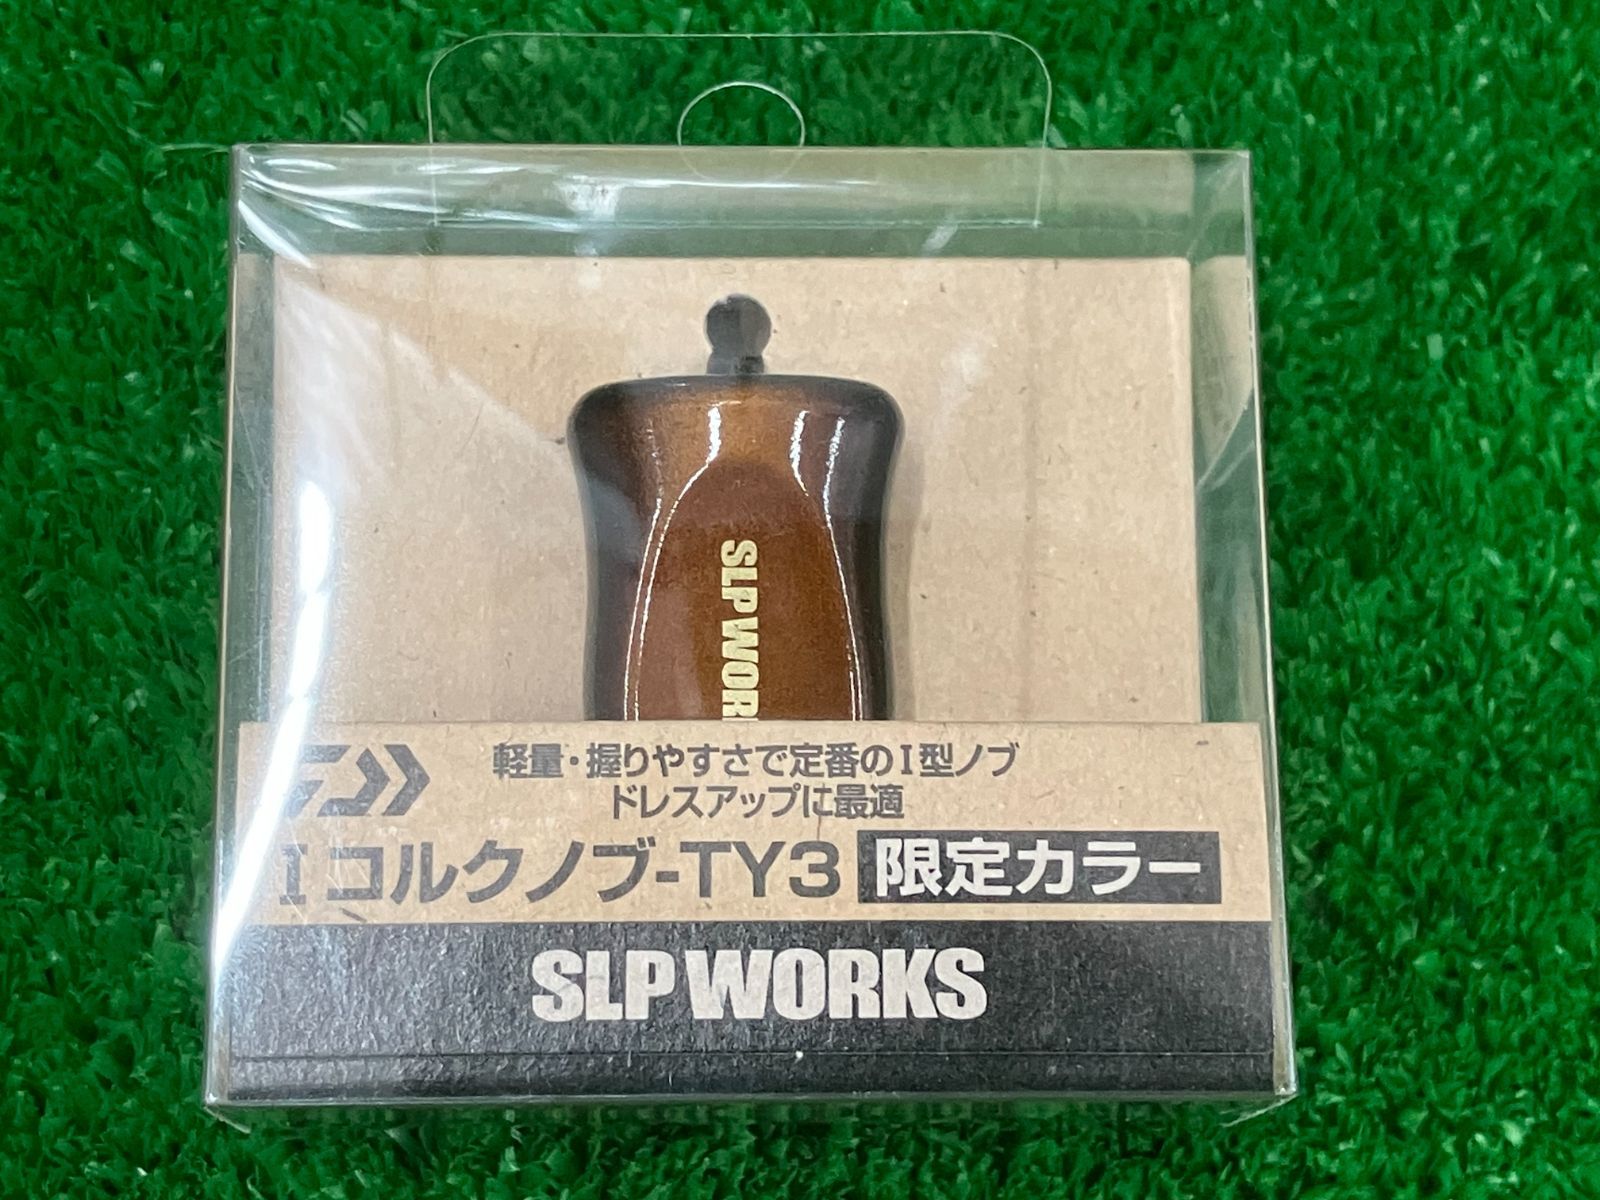 SLP WOR
軽量・握りやすさで定番のI型ノブ
ドレスアップに最適
Iコルクノブ-TY3 限定カラー
SLP WORKS